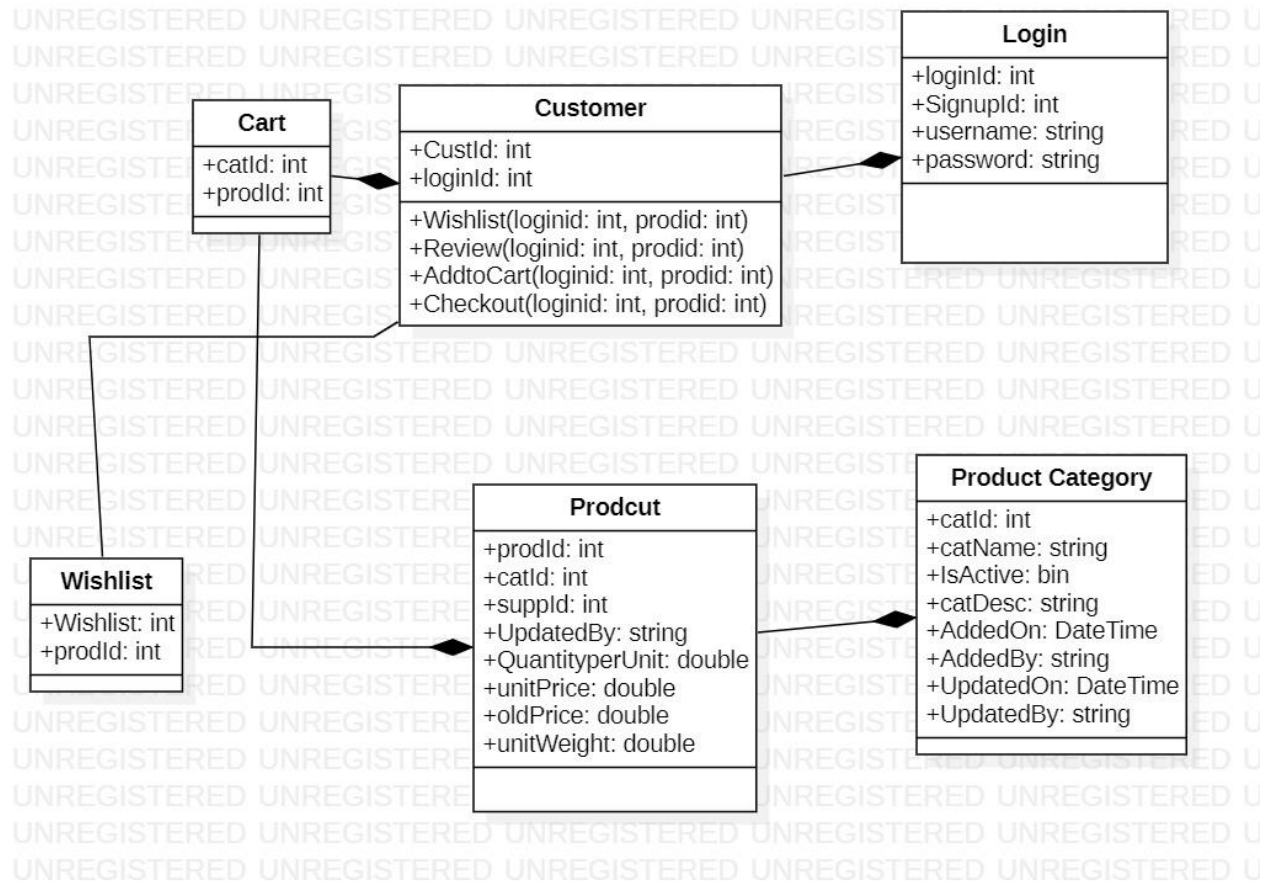 Cart
+catId: int
+prodId: int
Customer
+CustId: int
+loginId: int
+Wishlist(loginid: int, prodid: int)
+Review(loginid: int, prodid: int)
+AddtoCart(loginid: int, prodid: int)
+Checkout(loginid: int, prodid: int)
Login
+loginId: int
+SignupId: int
+username: string
+password: string
Wishlist
+Wishlist: int
+prodId: int
Prodcut
+prodId: int
+catId: int
+suppId: int
+UpdatedBy: string
+QuantityperUnit: double
+unitPrice: double
+oldPrice: double
+unitWeight: double
Product Category
+catId: int
+catName: string
+IsActive: bin
+catDesc: string
+AddedOn: DateTime
+AddedBy: string
+UpdatedOn: DateTime
+UpdatedBy: string
UNREGISTERED